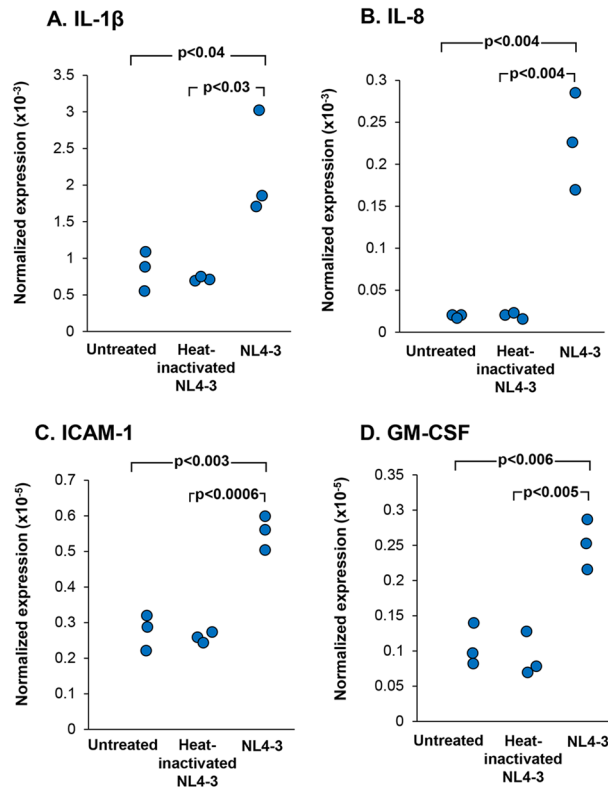 A. IL-1β
p<0.04
p<0.03
Normalized expression (x10⁻³)
3.5
3
2.5
2
1.5
1
0.5
0
Untreated
Heat-
inactivated
NL4-3
NL4-3
B. IL-8
p<0.004
p<0.004
Normalized expression (x10⁻³)
0.3
0.25
0.2
0.15
0.1
0.05
0
Untreated
Heat-
inactivated
NL4-3
NL4-3
C. ICAM-1
p<0.003
p<0.0006
Normalized expression (x10⁻⁵)
0.7
0.6
0.5
0.4
0.3
0.2
0.1
0
Untreated
Heat-
inactivated
NL4-3
NL4-3
D. GM-CSF
p<0.006
p<0.005
Normalized expression (x10⁻⁵)
0.35
0.3
0.25
0.15
0.1
0.05
0
Untreated
Heat-
inactivated
NL4-3
NL4-3